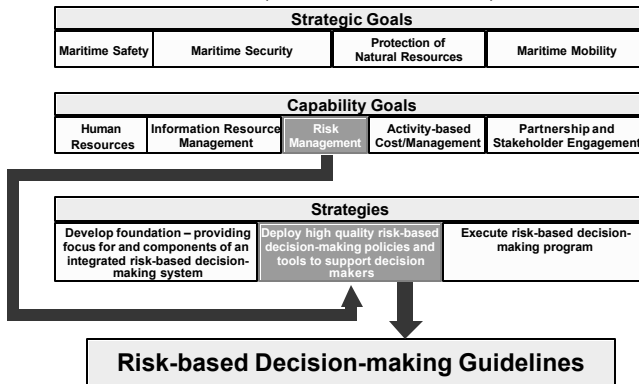 Strategic Goals
Maritime Safety
Maritime Security
Protection of
Natural Resources
Maritime Mobility
Capability Goals
Human
Resources
Information Resource
Management
Risk
Management
Activity-based
Cost/Management
Partnership and
Stakeholder Engagement
Strategies
Develop foundation – providing
focus for and components of an
integrated risk-based decision-
making system
Deploy high quality risk-based
decision-making policies and
tools to support decision
makers
Execute risk-based decision-
making program
Risk-based Decision-making Guidelines